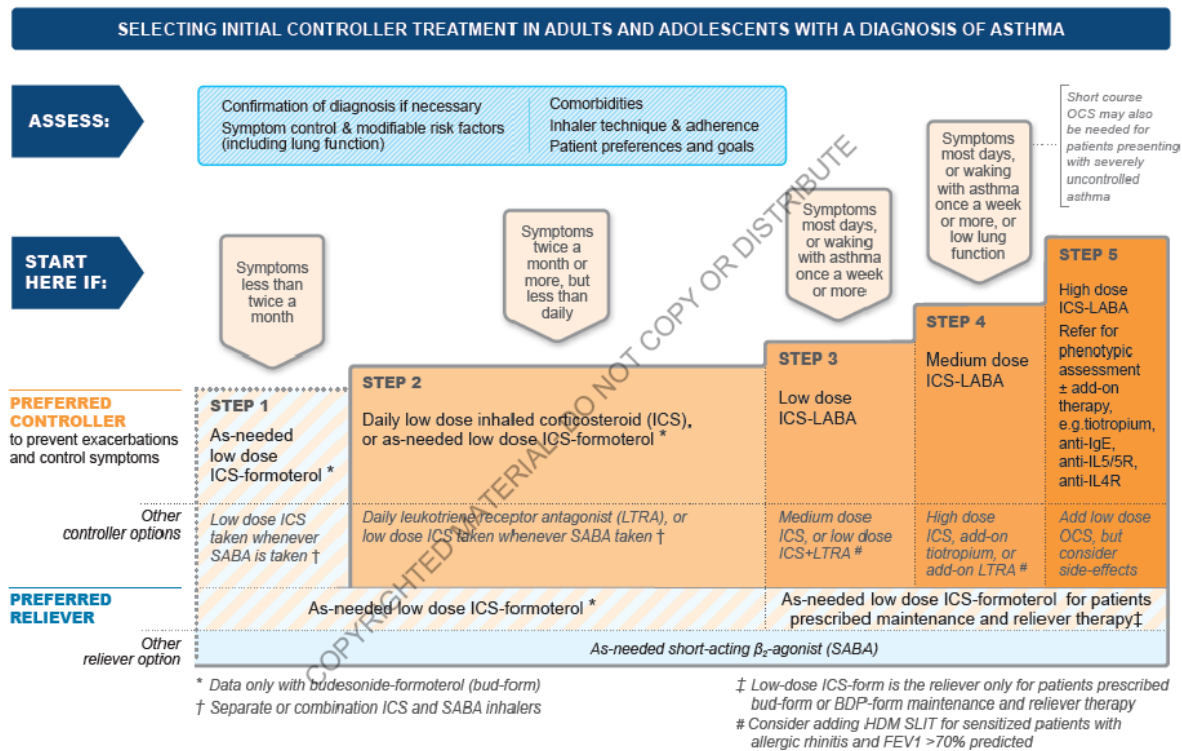 SELECTING INITIAL CONTROLLER TREATMENT IN ADULTS AND ADOLESCENTS WITH A DIAGNOSIS OF ASTHMA
ASSESS:
Confirmation of diagnosis if necessary
Symptom control & modifiable risk factors
(including lung function)
Comorbidities
Inhaler technique & adherence
Patient preferences and goals
Short course
OCS may also
be needed for
patients presenting
with severely
uncontrolled
asthma
START
HERE IF:
Symptoms
less than
twice a
month
Symptoms
twice a
month or
more, but
less than
daily
Symptoms
most days,
or waking
with asthma
once a week
or more
Symptoms
most days,
or waking
with asthma
once a week
or more, or
low lung
function
PREFERRED
CONTROLLER
to prevent exacerbations
and control symptoms
STEP 1
As-needed
low dose
ICS-formoterol *
STEP 2
Daily low dose inhaled corticosteroid (ICS),
or as-needed low dose ICS-formoterol *
STEP 3
Low dose
ICS-LABA
STEP 4
Medium dose
ICS-LABA
STEP 5
High dose
ICS-LABA
Refer for
phenotypic
assessment
± add-on
therapy,
e.g.tiotropium,
anti-IgE,
anti-IL5/5R,
anti-IL4R
Other
controller options
Low dose ICS
taken whenever
SABA is taken †
Daily leukotriene receptor antagonist (LTRA), or
low dose ICS taken whenever SABA taken †
Medium dose
ICS, or low dose
ICS+LTRA #
High dose
ICS, add-on
tiotropium, or
add-on LTRA #
Add low dose
OCS, but
consider
side-effects
PREFERRED
RELIEVER
As-needed low dose ICS-formoterol *
As-needed low dose ICS-formoterol for patients
prescribed maintenance and reliever therapy‡
Other
reliever option
As-needed short-acting β₂-agonist (SABA)
* Data only with budesonide-formoterol (bud-form)
† Separate or combination ICS and SABA inhalers
‡ Low-dose ICS-form is the reliever only for patients prescribed
bud-form or BDP-form maintenance and reliever therapy
# Consider adding HDM SLIT for sensitized patients with
allergic rhinitis and FEV1 >70% predicted
COPYRIGHTED MATERIAL- DO NOT COPY OR DISTRIBUTE